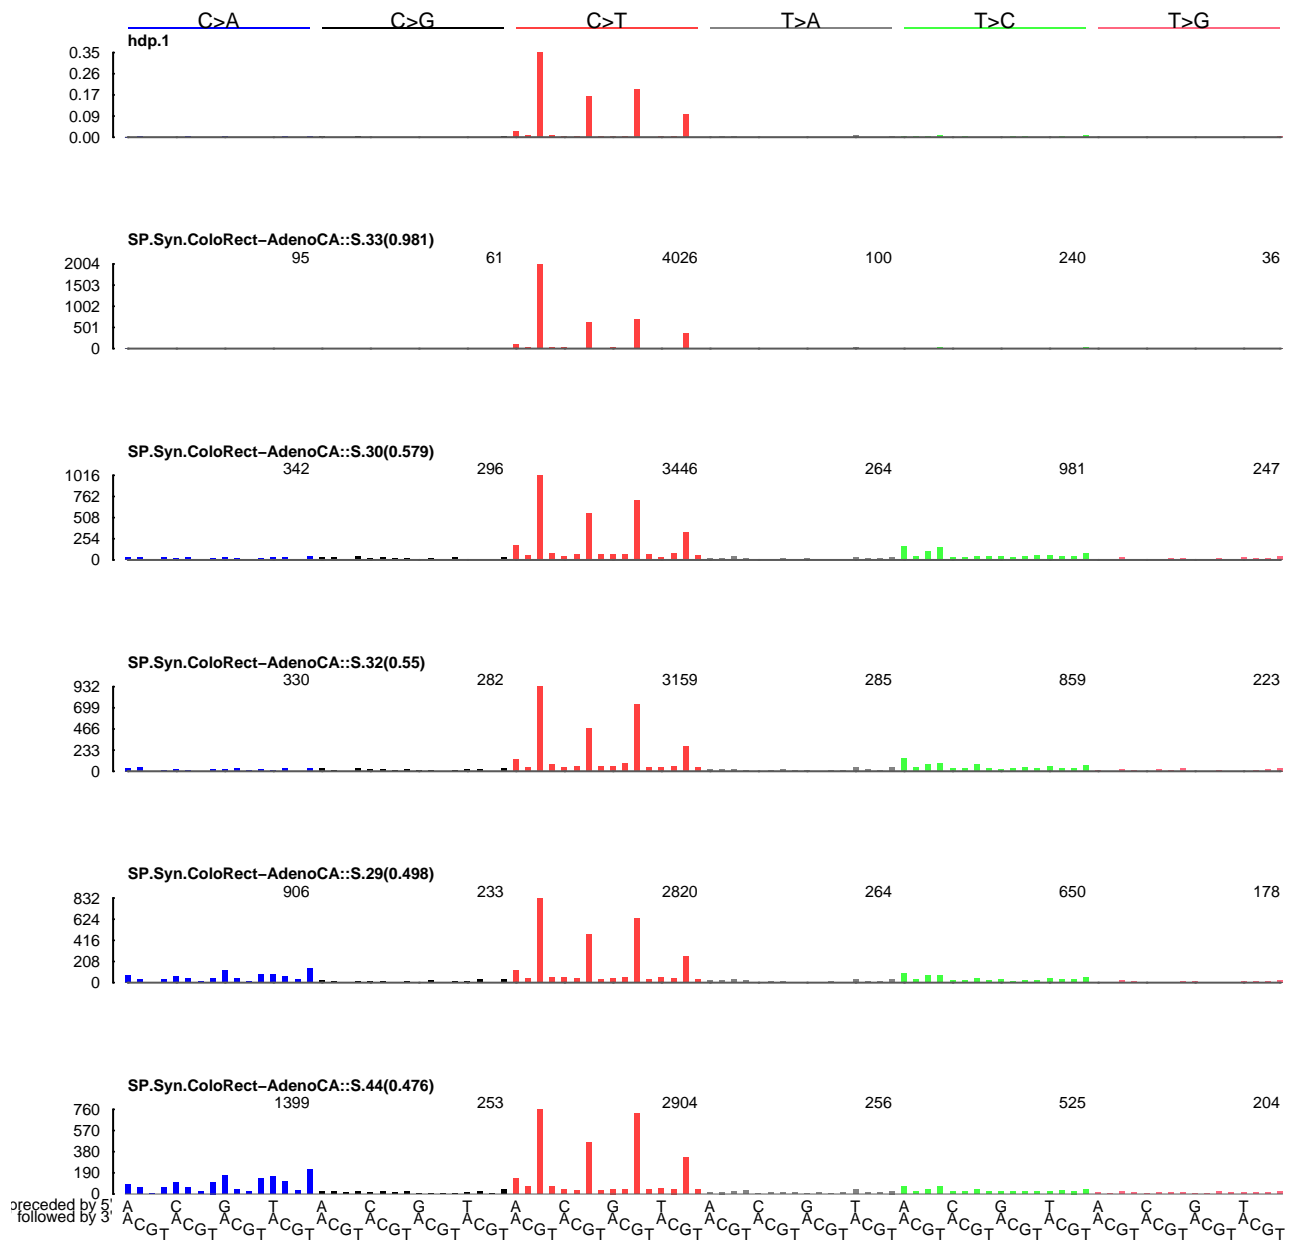 C>A C>G C>T T>A T>C T>G
hdp.1
0.35
0.26
0.17
0.09
0.00
SP.Syn.ColoRect−AdenoCA::S.33(0.981)
95 61 4026 100 240 36
2004
1503
1002
501
0
SP.Syn.ColoRect−AdenoCA::S.30(0.579)
342 296 3446 264 981 247
1016
762
508
254
0
SP.Syn.ColoRect−AdenoCA::S.32(0.55)
330 282 3159 285 859 223
932
699
466
233
0
SP.Syn.ColoRect−AdenoCA::S.29(0.498)
906 233 2820 264 650 178
832
624
416
208
0
SP.Syn.ColoRect−AdenoCA::S.44(0.476)
1399 253 2904 256 525 204
760
570
380
190
0
preceded by 5' A C G T A C G T A C G T A C G T A C G T A C G T
followed by 3' ACGT ACGT ACGT ACGT ACGT ACGT ACGT ACGT ACGT ACGT ACGT ACGT ACGT ACGT ACGT ACGT ACGT ACGT ACGT ACGT ACGT ACGT ACGT ACGT